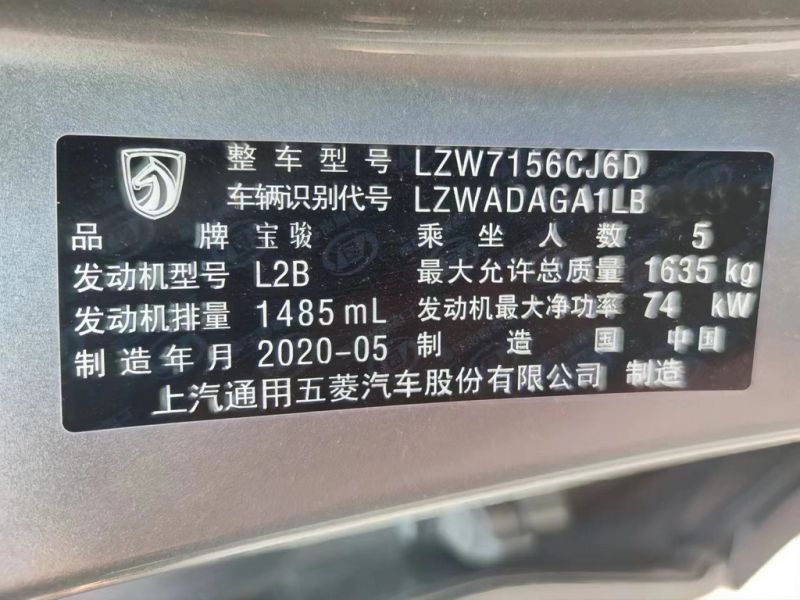 整车型号 LZW7156CJ6D
车辆识别代号 LZWADAGA1LB
品牌 宝骏 乘坐人数 5
发动机型号 L2B 最大允许总质量 1635 kg
发动机排量 1485 mL 发动机最大净功率 74 kW
制造年月 2020-05 制造国 中国
上汽通用五菱汽车股份有限公司 制造